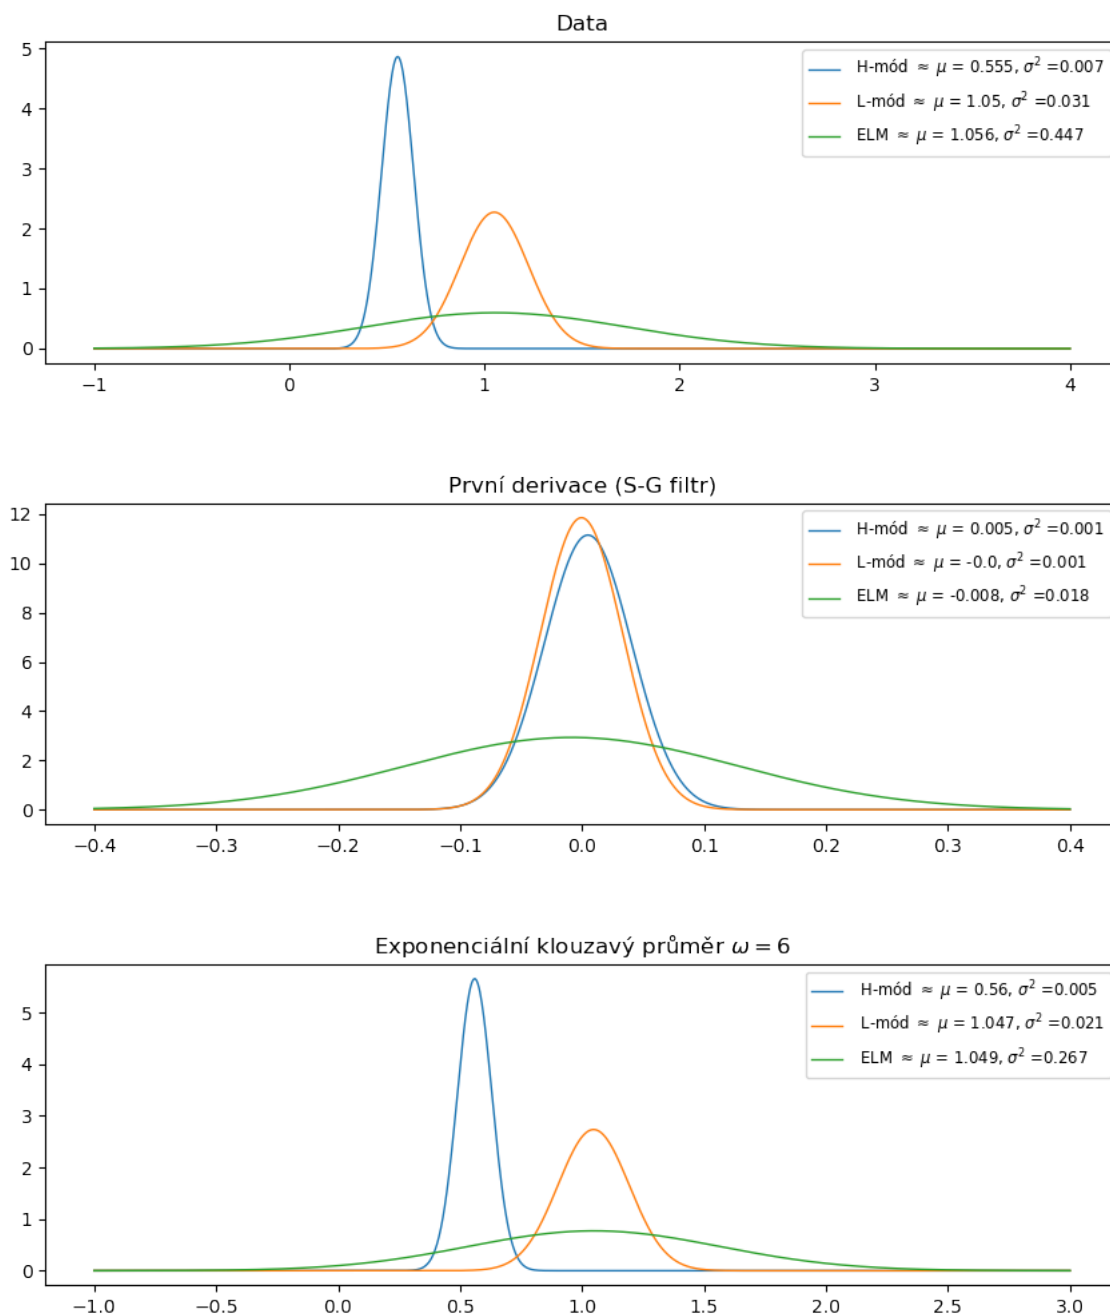 Data
5
4
3
2
1
0
H-mód ≈ μ = 0.555, σ² =0.007
L-mód ≈ μ = 1.05, σ² =0.031
ELM ≈ μ = 1.056, σ² =0.447
−1 0 1 2 3 4
První derivace (S-G filtr)
12
10
8
6
4
2
0
H-mód ≈ μ = 0.005, σ² =0.001
L-mód ≈ μ = -0.0, σ² =0.001
ELM ≈ μ = -0.008, σ² =0.018
−0.4 −0.3 −0.2 −0.1 0.0 0.1 0.2 0.3 0.4
Exponenciální klouzavý průměr ω = 6
5
4
3
2
1
0
H-mód ≈ μ = 0.56, σ² =0.005
L-mód ≈ μ = 1.047, σ² =0.021
ELM ≈ μ = 1.049, σ² =0.267
−1.0 −0.5 0.0 0.5 1.0 1.5 2.0 2.5 3.0